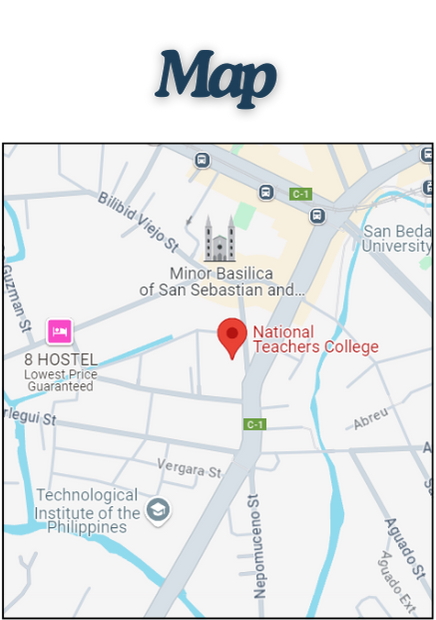 Map
C-1
Bilibid Viejo St
San Beda
University
Minor Basilica
of San Sebastian and...
Guzman St
National
Teachers College
8 HOSTEL
Lowest Price
Guaranteed
rlegui St
C-1
Abreu
Vergara St
A
S
Technological
Institute of the
Philippines
Nepomuceno St
Aguado St
Aguado Ext